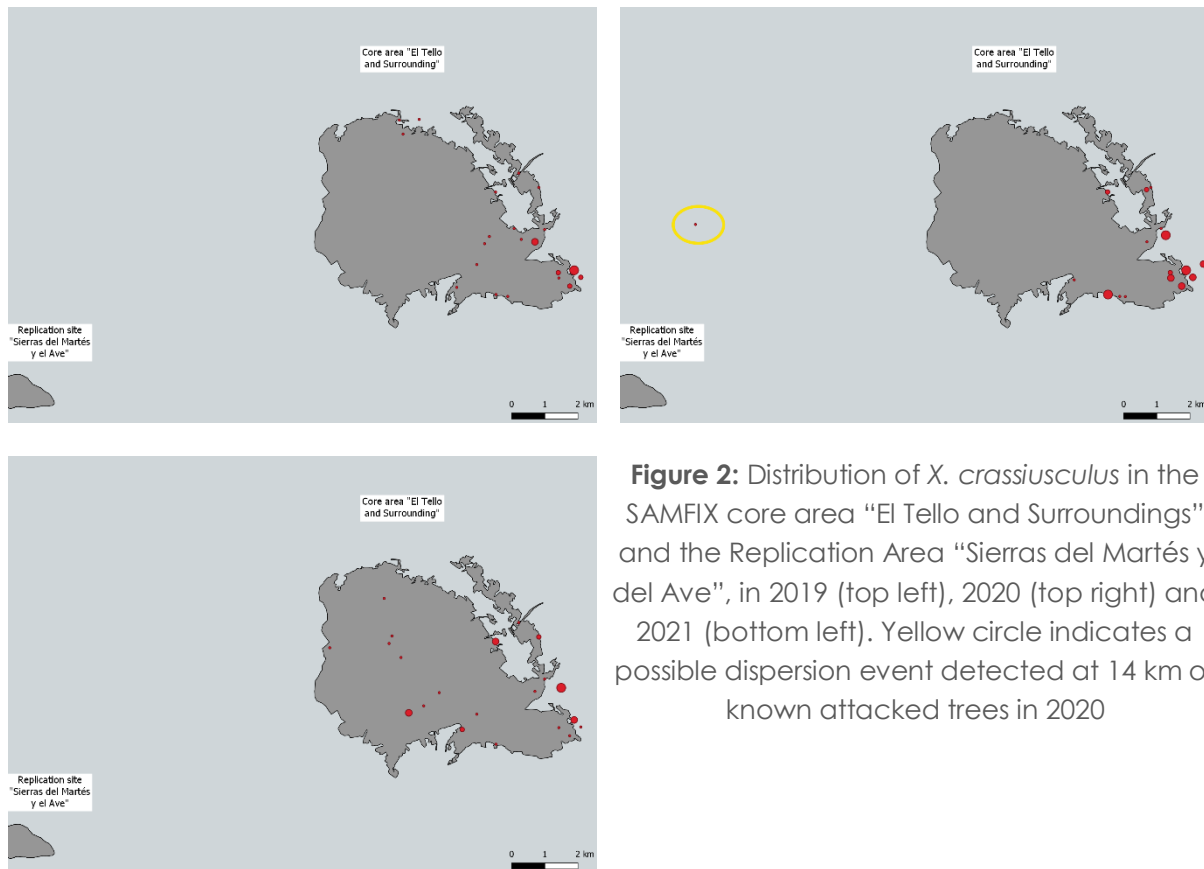 Core area "El Tello
and Surrounding"
Replication site
"Sierras del Martés
y el Ave"
0 1 2 km
Core area "El Tello
and Surrounding"
Replication site
"Sierras del Martés
y el Ave"
0 1 2 km
Core area "El Tello
and Surrounding"
Replication site
"Sierras del Martés
y el Ave"
0 1 2 km
Figure 2: Distribution of X. crassiusculus in the
SAMFIX core area “El Tello and Surroundings”
and the Replication Area “Sierras del Martés y
del Ave”, in 2019 (top left), 2020 (top right) and
2021 (bottom left). Yellow circle indicates a
possible dispersion event detected at 14 km of
known attacked trees in 2020